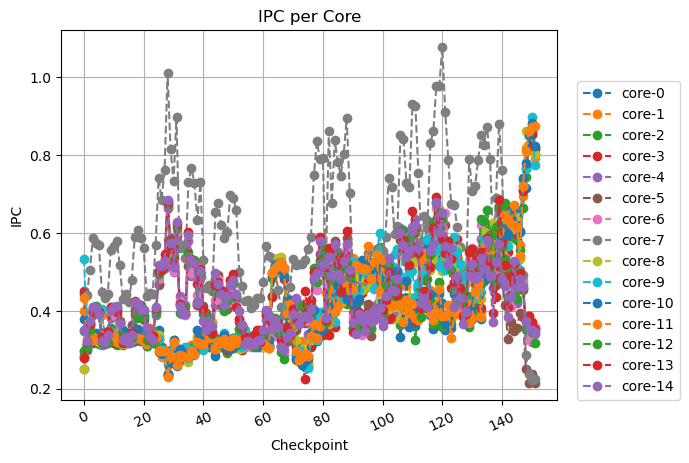 IPC per Core
IPC
1.0
0.8
0.6
0.4
0.2
0
20
40
60
80
100
120
140
Checkpoint
core-0
core-1
core-2
core-3
core-4
core-5
core-6
core-7
core-8
core-9
core-10
core-11
core-12
core-13
core-14